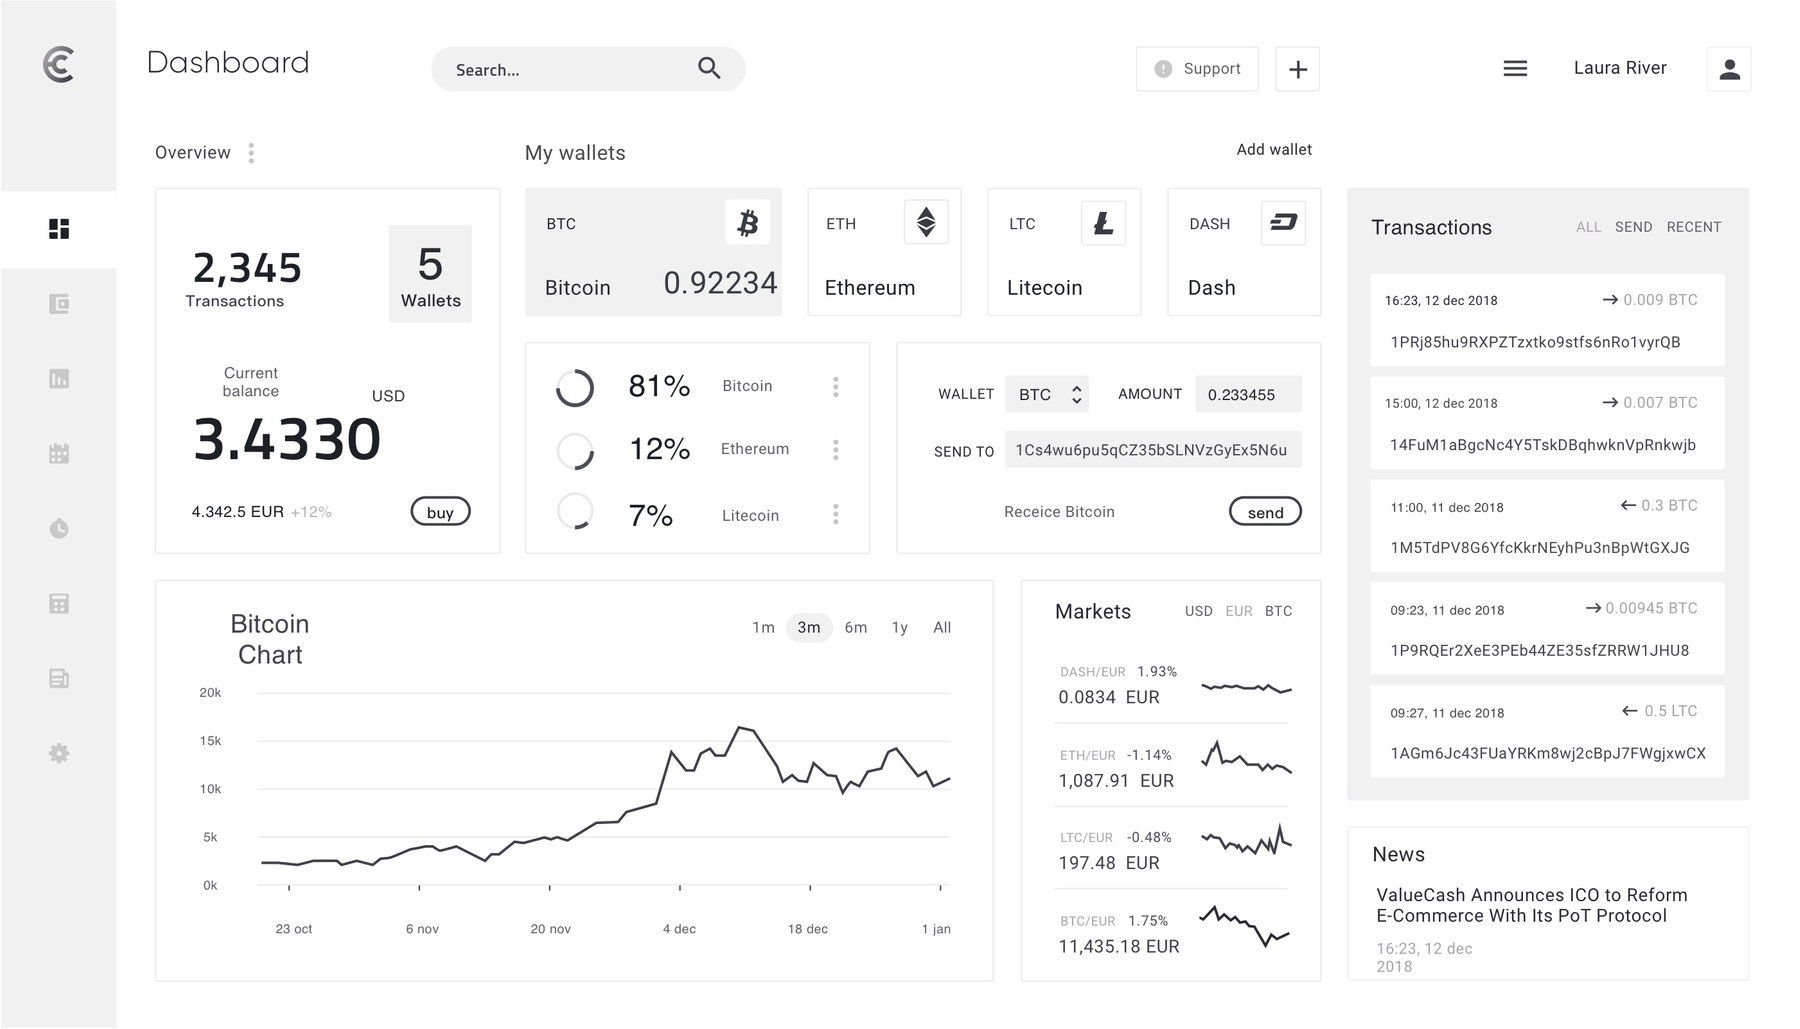 Dashboard
Search...
Support
Laura River
Overview
My wallets
Add wallet
2,345
Transactions
5
Wallets
Current
balance
USD
3.4330
4.342.5 EUR +12%
buy
BTC
Bitcoin
0.92234
ETH
Ethereum
LTC
Litecoin
DASH
Dash
81% Bitcoin
12% Ethereum
7% Litecoin
WALLET BTC AMOUNT 0.233455
SEND TO 1Cs4wu6pu5qCZ35bSLNVzGyEx5N6u
Receice Bitcoin
send
Transactions
ALL SEND RECENT
16:23, 12 dec 2018 → 0.009 BTC
1PRj85hu9RXPZTzxtko9stfs6nRo1vyrQB
15:00, 12 dec 2018 → 0.007 BTC
14FuM1aBgcNc4Y5TskDBqhwknVpRnkwjb
11:00, 11 dec 2018 ← 0.3 BTC
1M5TdPV8G6YfcKkrNEyhPu3nBpWtGXJG
09:23, 11 dec 2018 → 0.00945 BTC
1P9RQEr2XeE3PEb44ZE35sfZRRW1JHU8
09:27, 11 dec 2018 ← 0.5 LTC
1AGm6Jc43FUaYRKm8wj2cBpJ7FWgjxwCX
Bitcoin
Chart
1m 3m 6m 1y All
20k
15k
10k
5k
0k
23 oct 6 nov 20 nov 4 dec 18 dec 1 jan
Markets
USD EUR BTC
DASH/EUR 1.93%
0.0834 EUR
ETH/EUR -1.14%
1,087.91 EUR
LTC/EUR -0.48%
197.48 EUR
BTC/EUR 1.75%
11,435.18 EUR
News
ValueCash Announces ICO to Reform
E-Commerce With Its PoT Protocol
16:23, 12 dec
2018